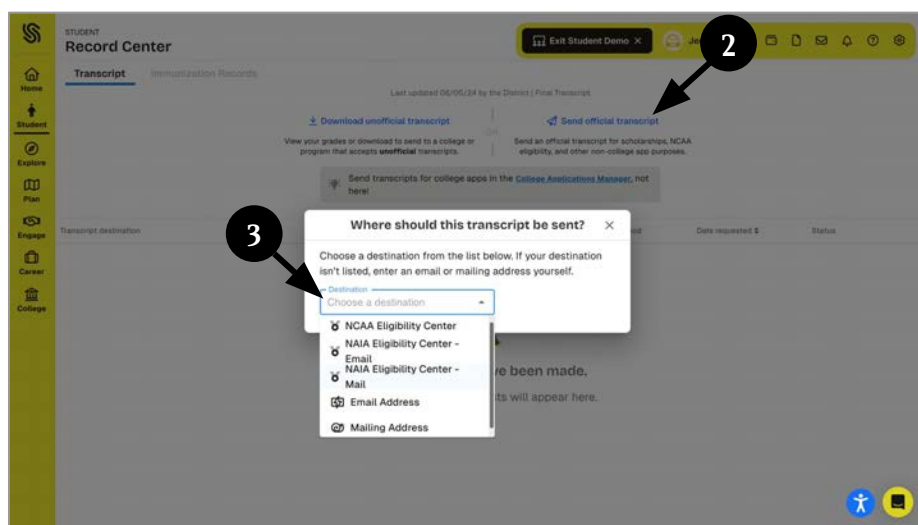 STUDENT
Record Center
Exit Student Demo ×
2
Home
Student
Explore
Plan
Engage
Career
College
Transcript
Immunization Records
Last updated 06/05/24 by the District | Final Transcript
Download unofficial transcript
View your grades or download to send to a college or
program that accepts unofficial transcripts.
OR
Send official transcript
Send an official transcript for scholarships, NCAA
eligibility, and other non-college app purposes.
Send transcripts for college apps in the College Applications Manager, not
here!
Transcript destination
Date requested
Status
3
Where should this transcript be sent? ×
Choose a destination from the list below. If your destination
isn't listed, enter an email or mailing address yourself.
Destination
Choose a destination
NCAA Eligibility Center
NAIA Eligibility Center -
Email
NAIA Eligibility Center -
Mail
Email Address
Mailing Address
been made.
will appear here.